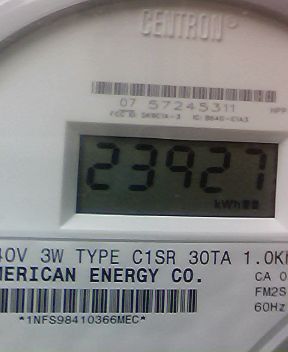 CENTRON®
07 57245311
23927
kWh
40V 3W TYPE C1SR 30TA 1.0Kh
MERICAN ENERGY CO.
CA 0
FM2S
60Hz
*1NFS98410366MEC*